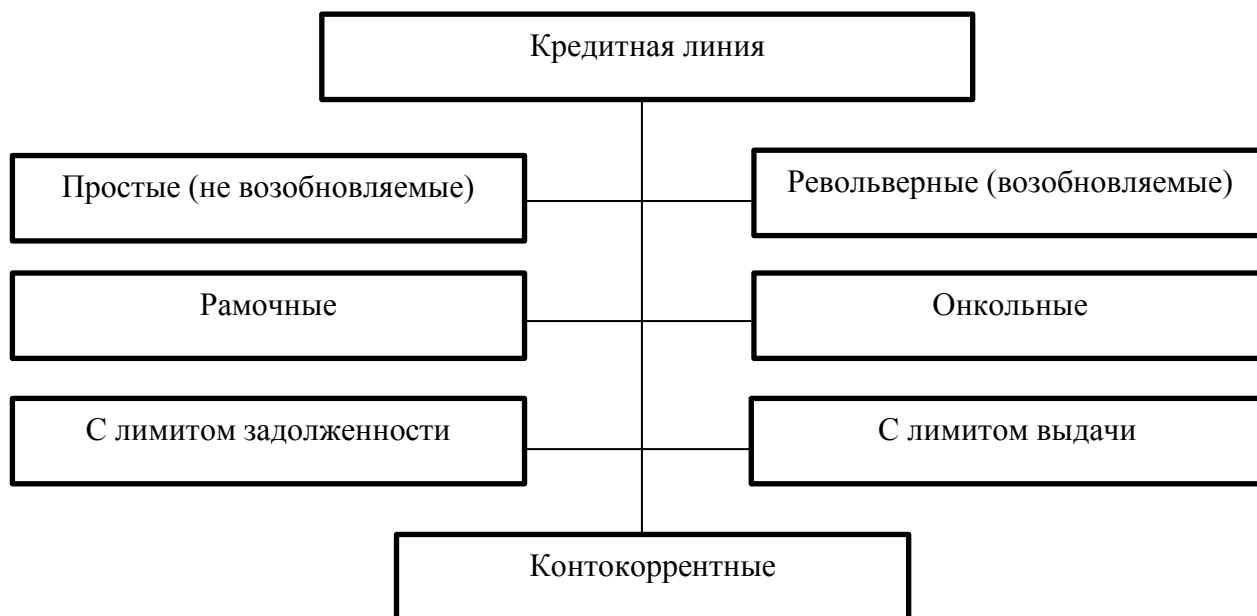 Кредитная линия
Простые (не возобновляемые)
Револьверные (возобновляемые)
Рамочные
Онкольные
С лимитом задолженности
С лимитом выдачи
Контокоррентные